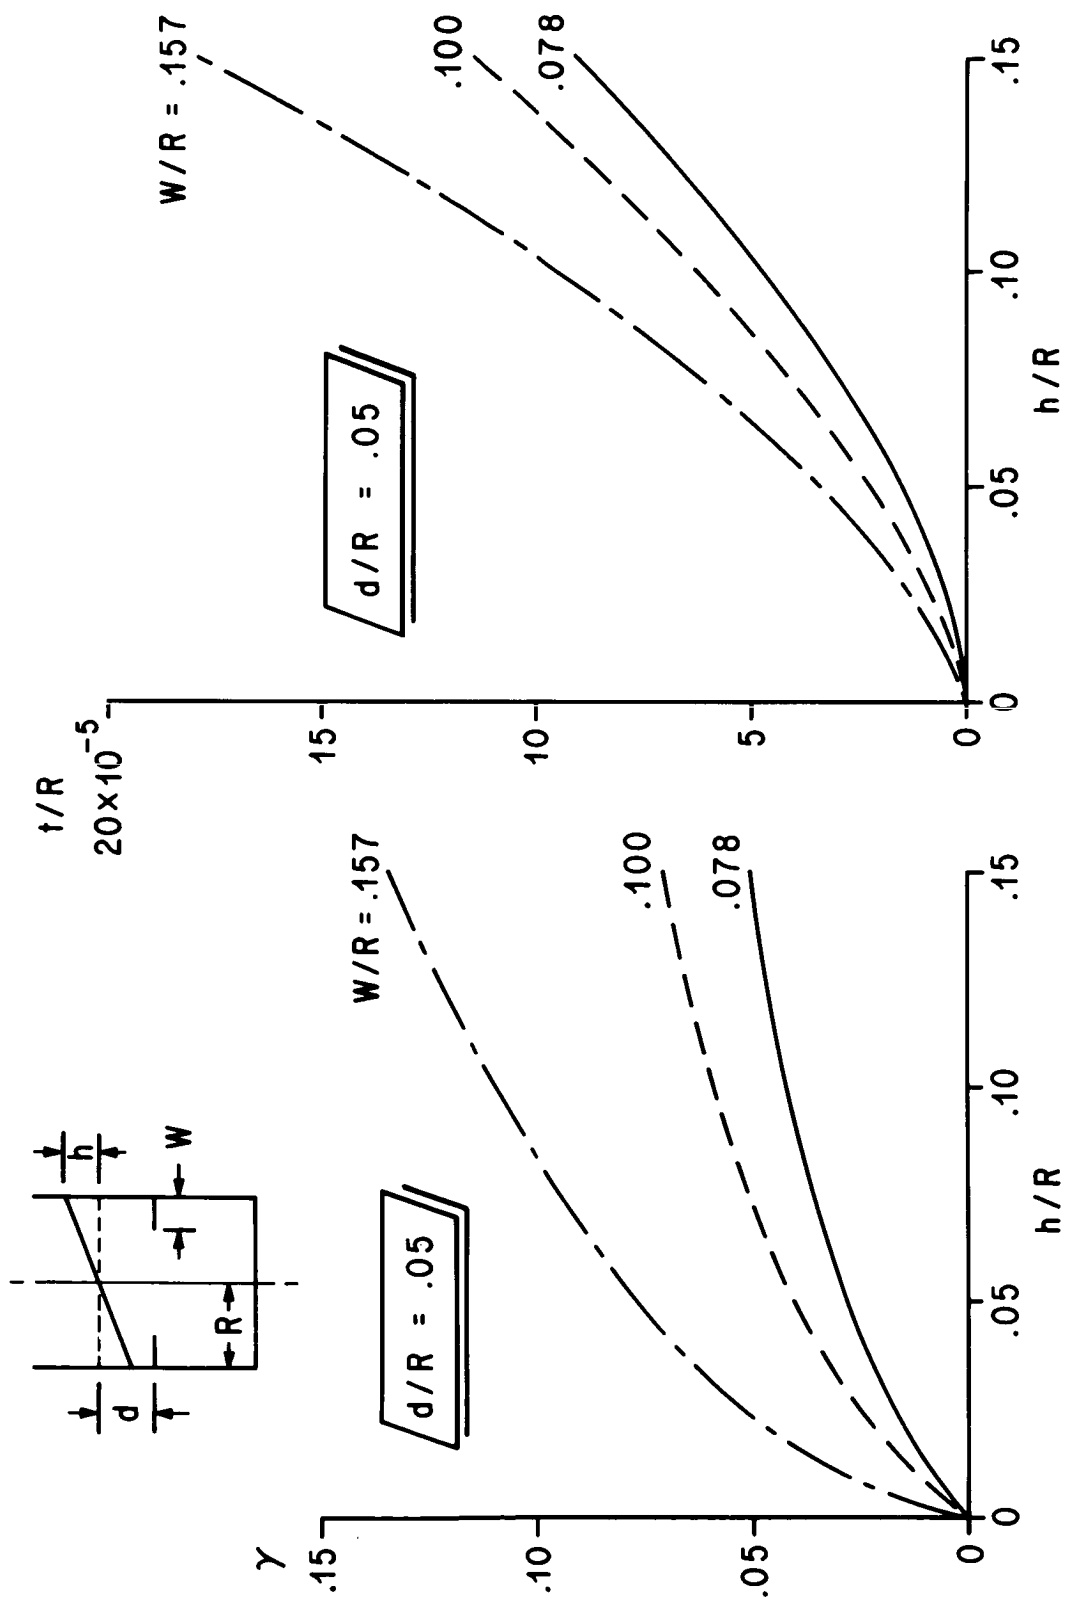 h
W
d
R
γ
.15
.10
.05
0
d/R = .05
W/R = .157
.100
.078
0
.05
.10
.15
h/R
t/R
20×10⁻⁵
15
10
5
0
d/R = .05
W/R = .157
.100
.078
0
.05
.10
.15
h/R